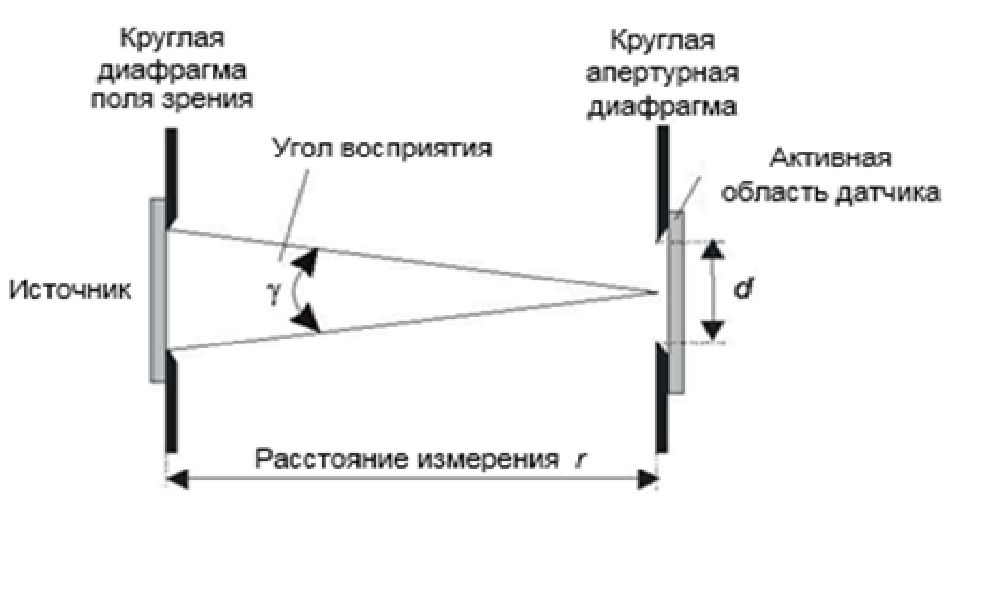 Круглая
диафрагма
поля зрения
Круглая
апертурная
диафрагма
Угол восприятия
Активная
область датчика
Источник
γ
d
Расстояние измерения r